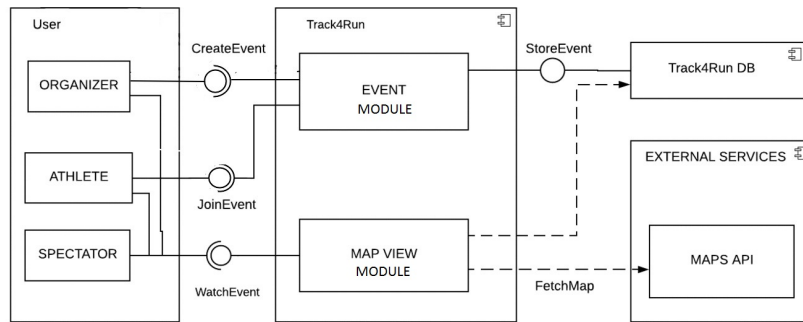 User
Track4Run
CreateEvent
StoreEvent
ORGANIZER
EVENT
MODULE
Track4Run DB
ATHLETE
JoinEvent
EXTERNAL SERVICES
SPECTATOR
MAP VIEW
MODULE
MAPS API
WatchEvent
FetchMap